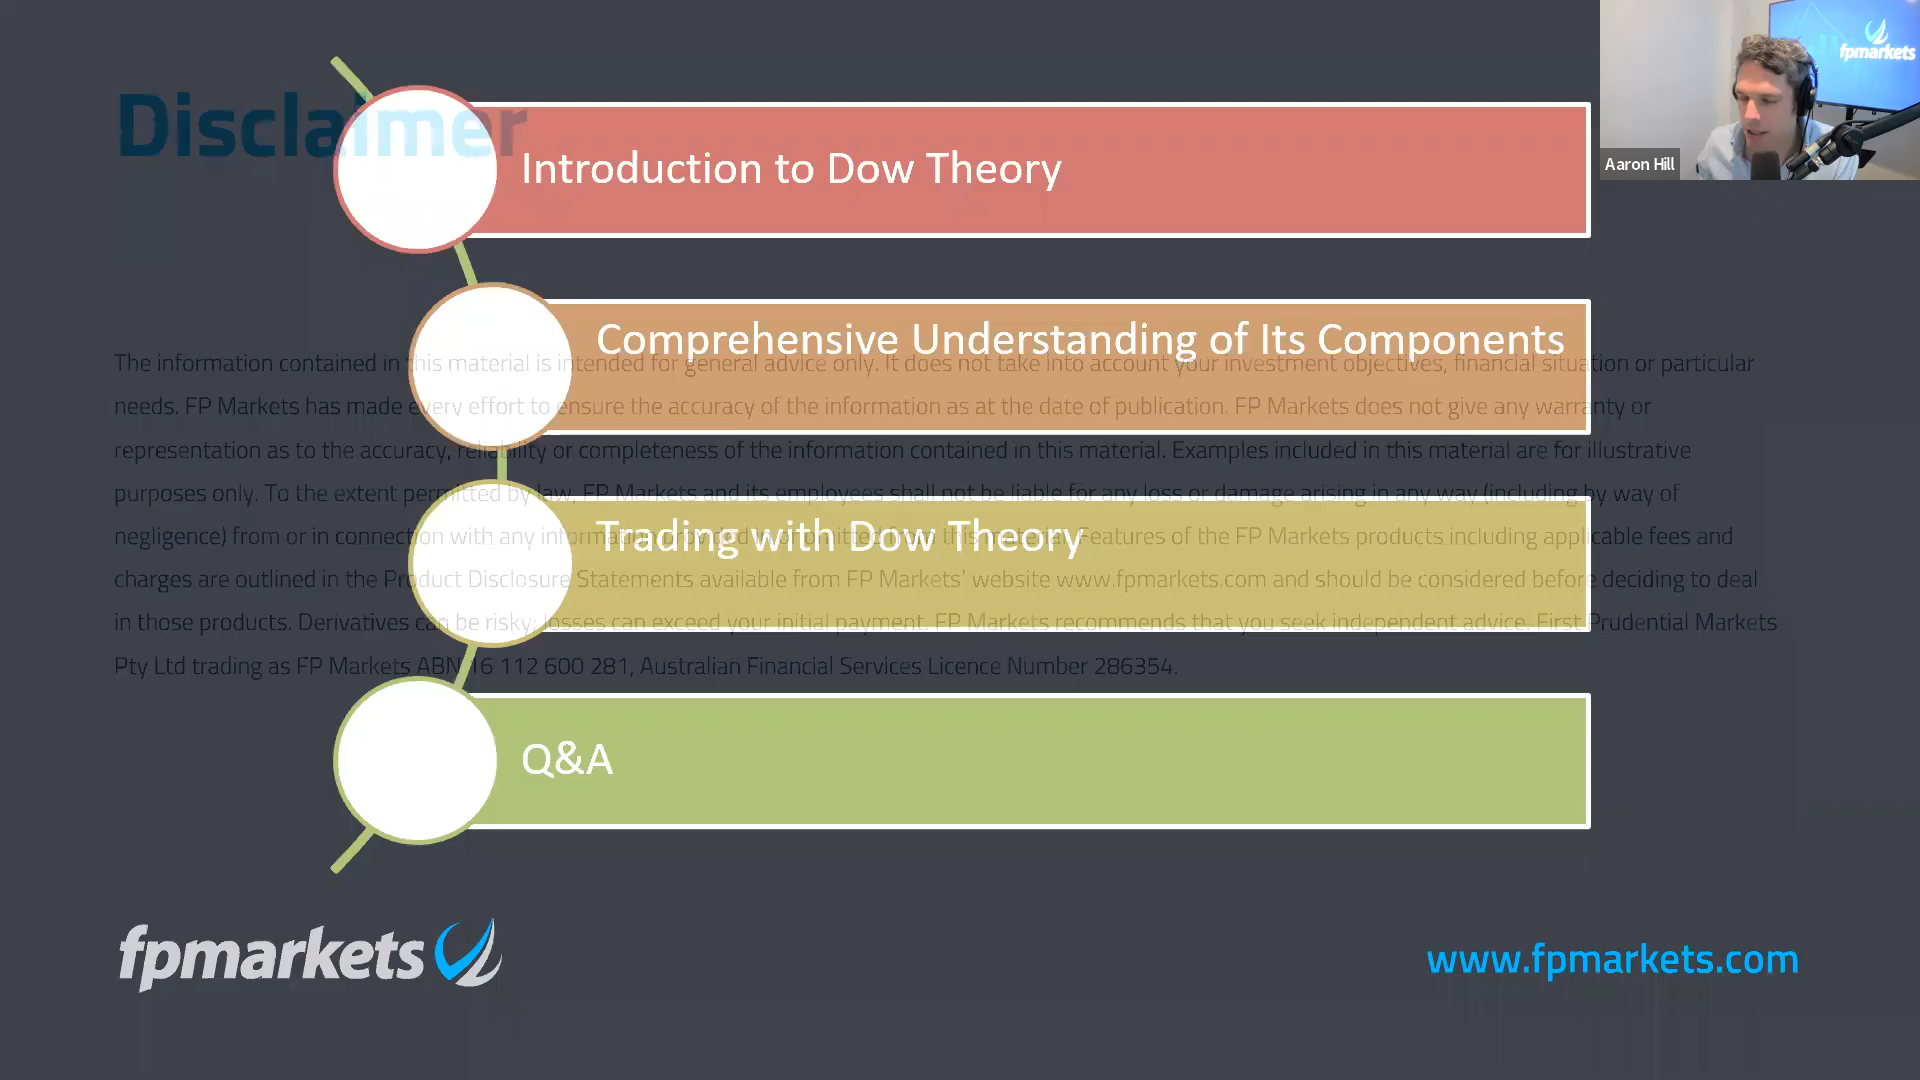 fpmarkets
Aaron Hill
Disclaimer
Introduction to Dow Theory
Comprehensive Understanding of Its Components
The information contained in this material is intended for general advice only. It does not take into account your investment objectives, financial situation or particular
needs. FP Markets has made every effort to ensure the accuracy of the information as at the date of publication. FP Markets does not give any warranty or
representation as to the accuracy, reliability or completeness of the information contained in this material. Examples included in this material are for illustrative
purposes only. To the extent permitted by law, FP Markets and its employees shall not be liable for any loss or damage arising in any way (including by way of
Trading with Dow Theory
negligence) from or in connection with any information provided or omitted from this material. Features of the FP Markets products including applicable fees and
charges are outlined in the Product Disclosure Statements available from FP Markets' website www.fpmarkets.com and should be considered before deciding to deal
in those products. Derivatives can be risky; losses can exceed your initial payment. FP Markets recommends that you seek independent advice. First Prudential Markets
Pty Ltd trading as FP Markets ABN 16 112 600 281, Australian Financial Services Licence Number 286354.
Q&A
fpmarkets
www.fpmarkets.com